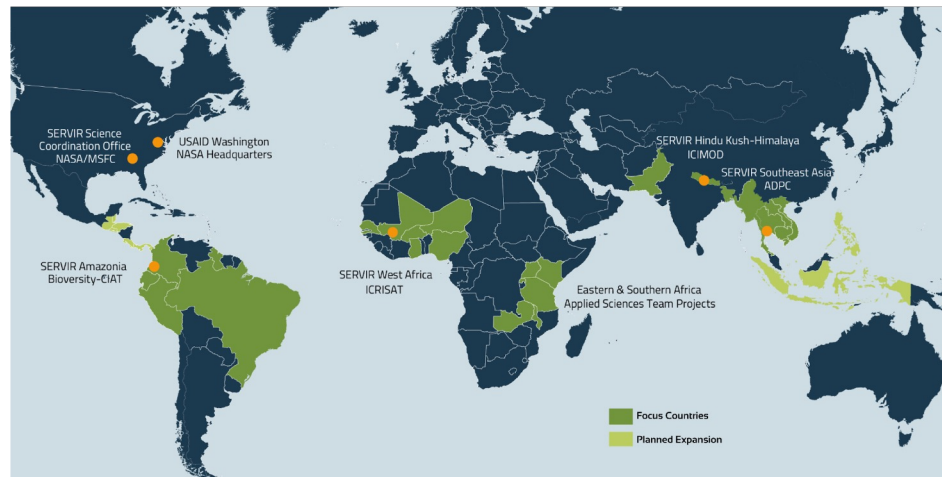 SERVIR Science
Coordination Office
NASA/MSFC
USAID Washington
NASA Headquarters
SERVIR Hindu Kush-Himalaya
ICIMOD
SERVIR Southeast Asia
ADPC
SERVIR Amazonia
Bioversity-CIAT
SERVIR West Africa
ICRISAT
Eastern & Southern Africa
Applied Sciences Team Projects
Focus Countries
Planned Expansion